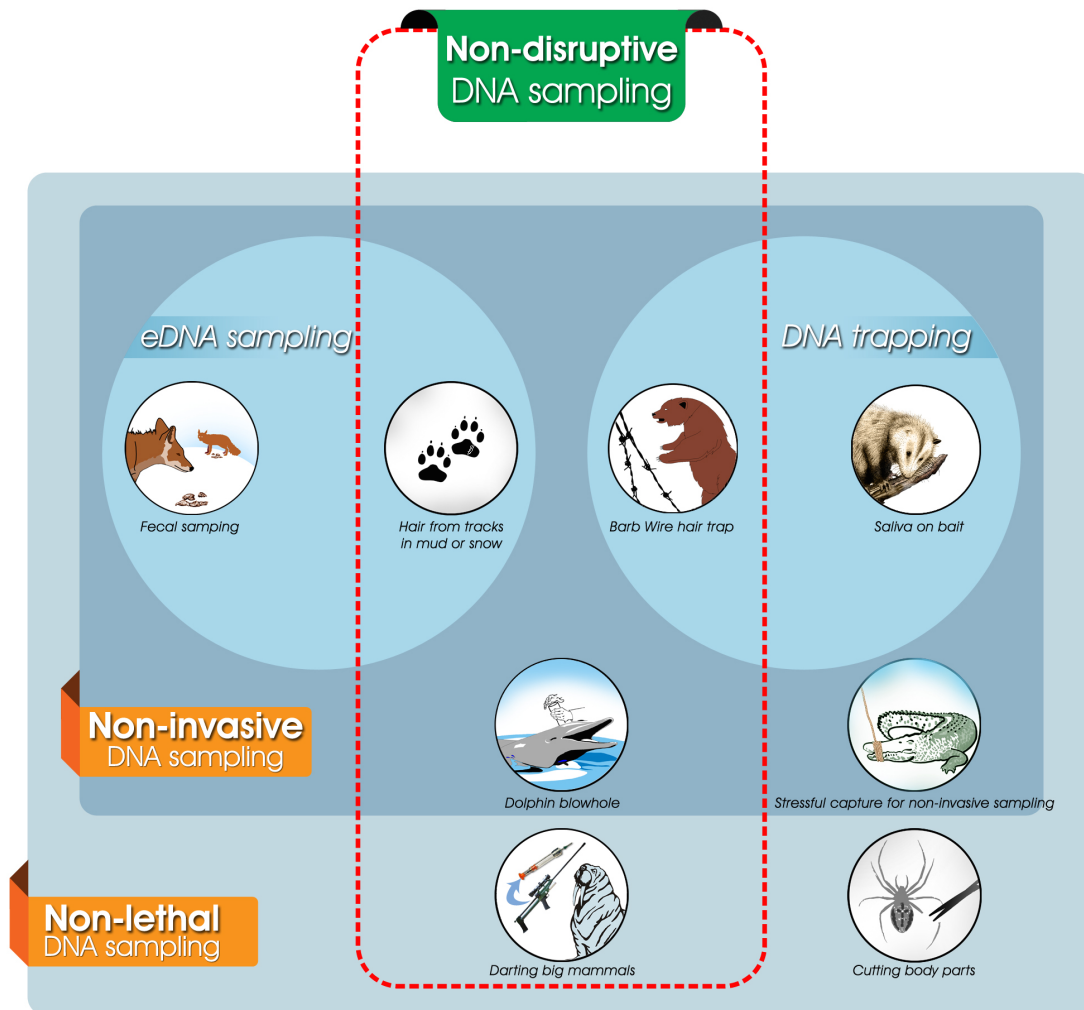 Non-disruptive
DNA sampling
eDNA sampling
DNA trapping
Fecal samping
Hair from tracks
in mud or snow
Barb Wire hair trap
Saliva on bait
Non-invasive
DNA sampling
Dolphin blowhole
Stressful capture for non-invasive sampling
Non-lethal
DNA sampling
Darting big mammals
Cutting body parts